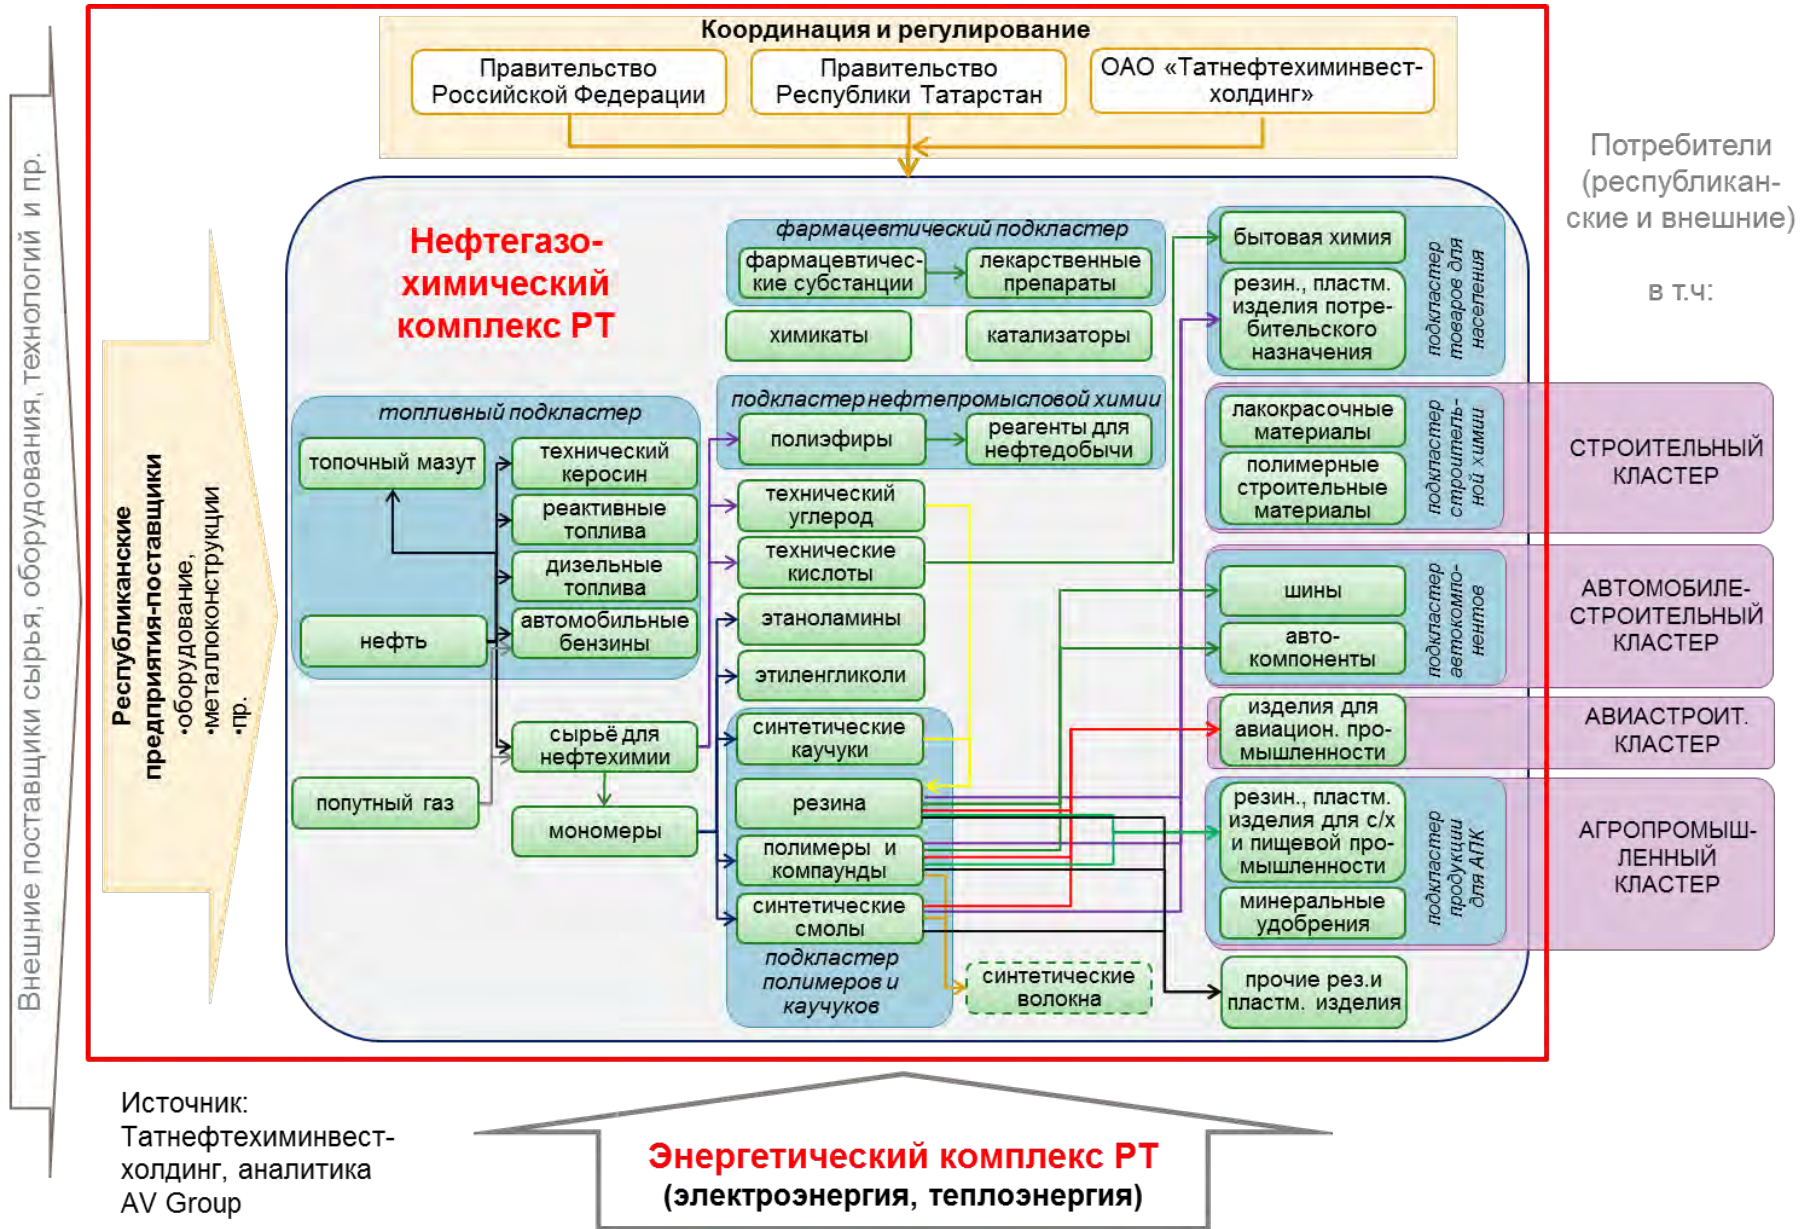 Координация и регулирование
Правительство
Российской Федерации
Правительство
Республики Татарстан
ОАО «Татнефтехиминвест-
холдинг»
Внешние поставщики сырья, оборудования, технологий и пр.
Республиканские
предприятия-поставщики
•оборудование,
•металлоконструкции
•пр.
Нефтегазо-
химический
комплекс РТ
фармацевтический подкластер
фармацевтичес-
кие субстанции
лекарственные
препараты
химикаты
катализаторы
топливный подкластер
топочный мазут
технический
керосин
реактивные
топлива
дизельные
топлива
нефть
автомобильные
бензины
сырьё для
нефтехимии
попутный газ
мономеры
подкластер нефтепромысловой химии
полиэфиры
реагенты для
нефтедобычи
технический
углерод
технические
кислоты
этаноламины
этиленгликоли
синтетические
каучуки
резина
полимеры и
компаунды
синтетические
смолы
подкластер
полимеров и
каучуков
синтетические
волокна
бытовая химия
резин., пластм.
изделия потре-
бительского
назначения
подкластер
товаров для
населения
лакокрасочные
материалы
полимерные
строительные
материалы
подкластер
строитель-
ной химии
шины
авто-
компоненты
подкластер
автокомпо-
нентов
изделия для
авиацион. про-
мышленности
резин., пластм.
изделия для с/х
и пищевой про-
мышленности
минеральные
удобрения
подкластер
продукции
для АПК
прочие рез.и
пластм. изделия
Потребители
(республикан-
ские и внешние)
в т.ч:
СТРОИТЕЛЬНЫЙ
КЛАСТЕР
АВТОМОБИЛЕ-
СТРОИТЕЛЬНЫЙ
КЛАСТЕР
АВИАСТРОИТ.
КЛАСТЕР
АГРОПРОМЫШ-
ЛЕННЫЙ
КЛАСТЕР
Источник:
Татнефтехиминвест-
холдинг, аналитика
AV Group
Энергетический комплекс РТ
(электроэнергия, теплоэнергия)